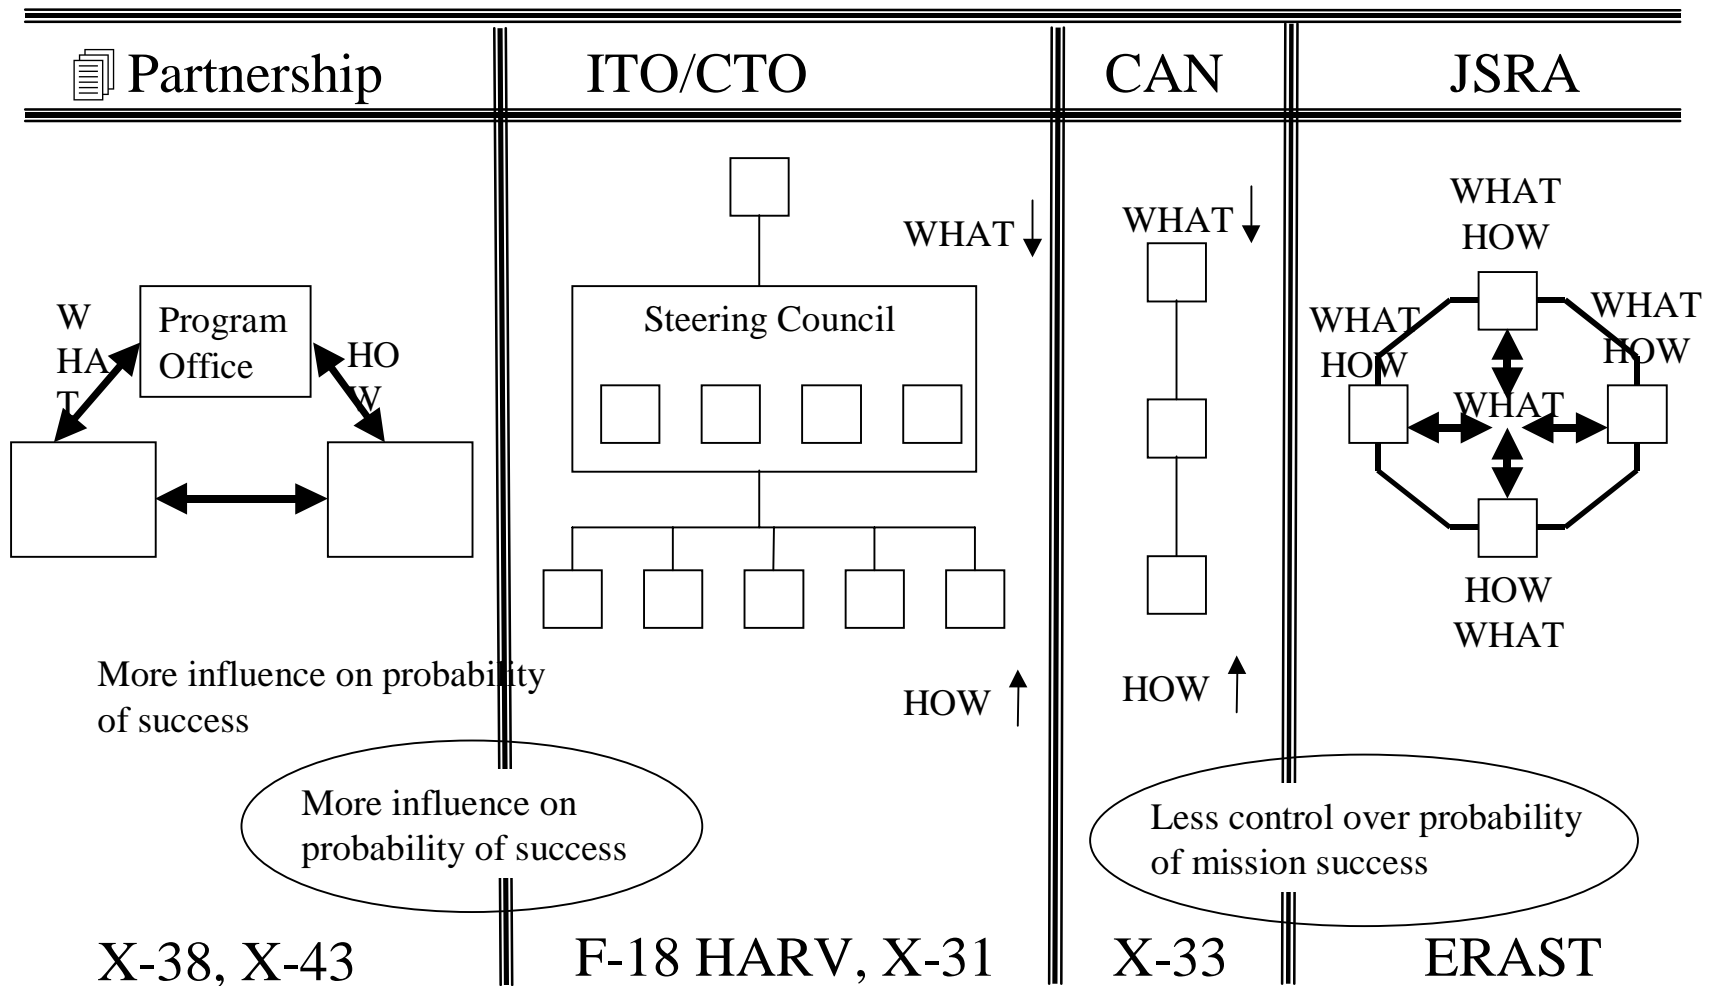 Partnership
ITO/CTO
CAN
JSRA
W
HA
T
Program
Office
HO
W
WHAT
Steering Council
HOW
WHAT
HOW
WHAT
HOW
WHAT
HOW
WHAT
HOW
WHAT
HOW
WHAT
More influence on probability
of success
More influence on
probability of success
Less control over probability
of mission success
X-38, X-43
F-18 HARV, X-31
X-33
ERAST